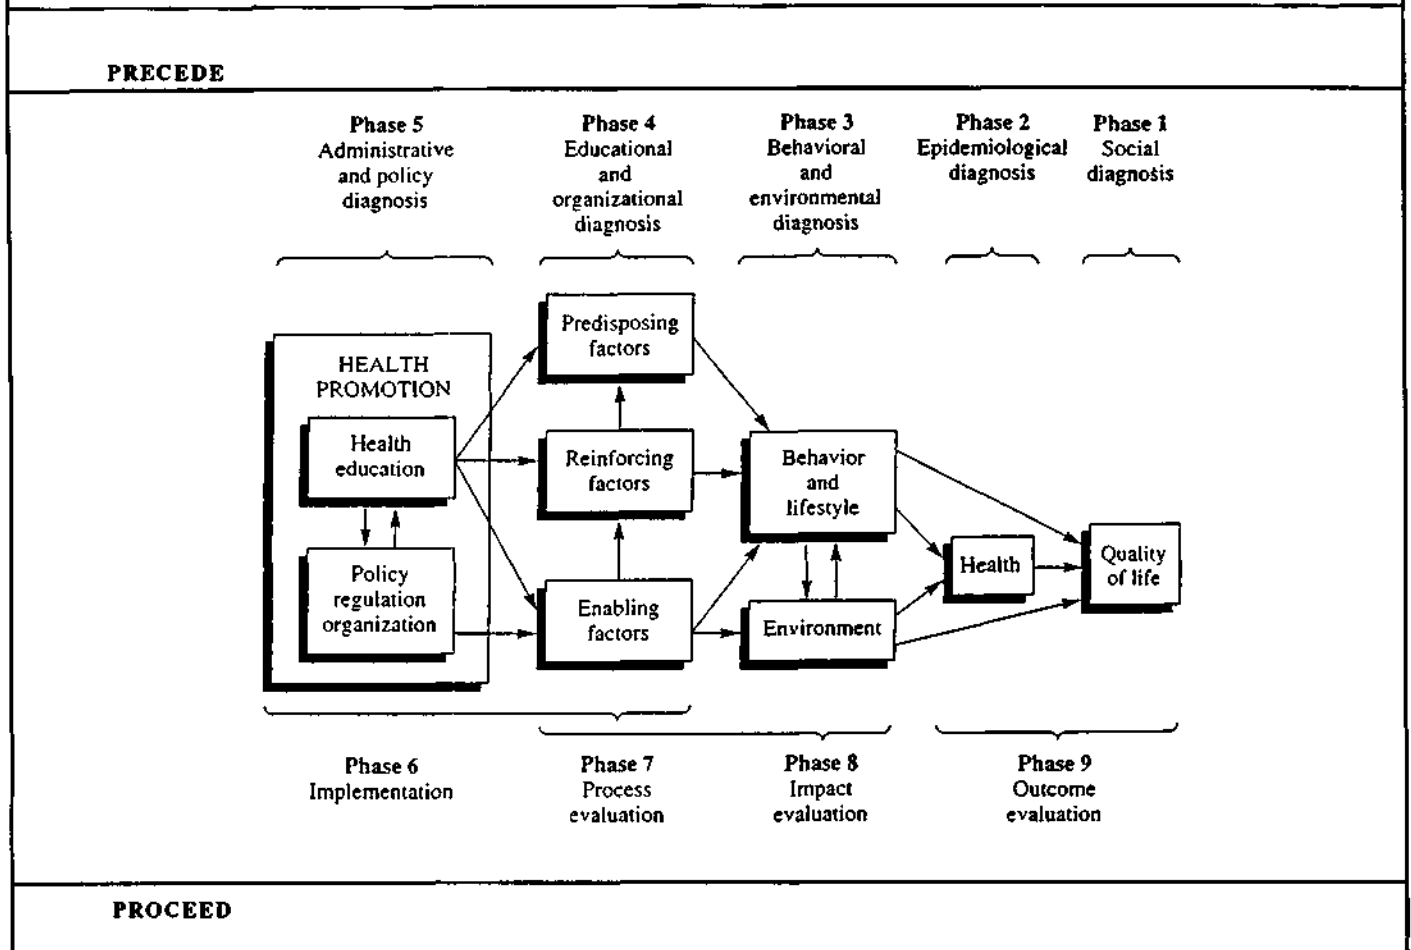 PRECEDE
Phase 5
Administrative
and policy
diagnosis
Phase 4
Educational
and
organizational
diagnosis
Phase 3
Behavioral
and
environmental
diagnosis
Phase 2
Epidemiological
diagnosis
Phase 1
Social
diagnosis
HEALTH
PROMOTION
Health
education
Policy
regulation
organization
Predisposing
factors
Reinforcing
factors
Enabling
factors
Behavior
and
lifestyle
Environment
Health
Quality
of life
Phase 6
Implementation
Phase 7
Process
evaluation
Phase 8
Impact
evaluation
Phase 9
Outcome
evaluation
PROCEED